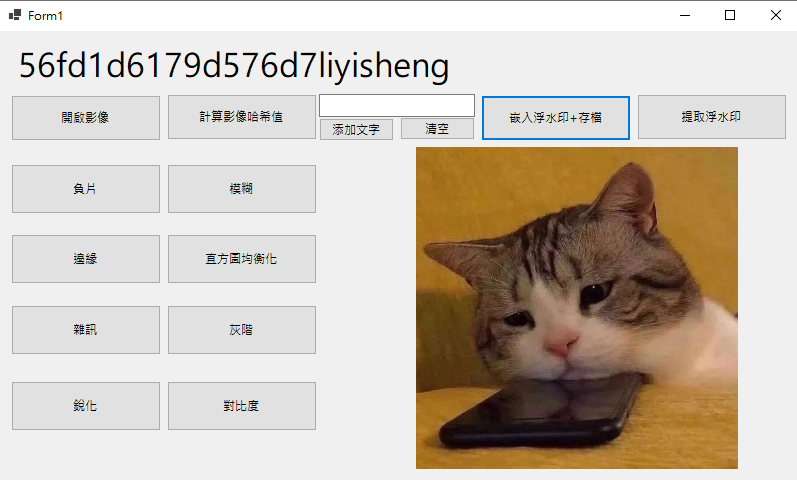 Form1
56fd1d6179d576d7liyisheng
開啟影像
計算影像哈希值
添加文字
清空
嵌入浮水印+存檔
提取浮水印
負片
模糊
邊緣
直方圖均衡化
雜訊
灰階
銳化
對比度